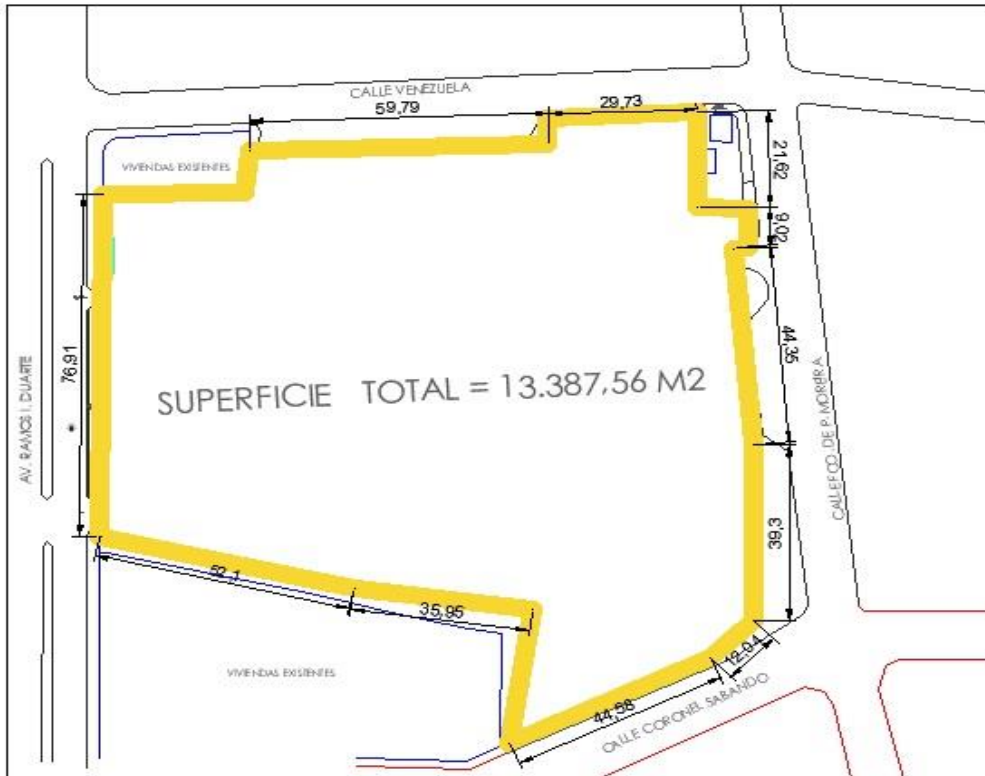 CALLE VENEZUELA
59,79
29,73
VIVIENDAS EXISTENTES
21,62
9,02
44,35
76,91
AV. RAMOS I. DUARTE
SUPERFICIE TOTAL = 13.387,56 M2
CALLE FCO. DE P. MOREIRA
39,3
52,1
35,95
VIVIENDAS EXISTENTES
12,04
44,58
CALLE CORONEL SABANDO